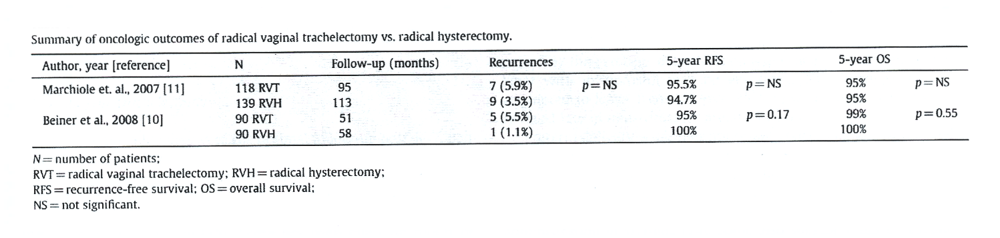 Summary of oncologic outcomes of radical vaginal trachelectomy vs. radical hysterectomy.
Author, year [reference] N Follow-up (months) Recurrences 5-year RFS 5-year OS
Marchiole et. al., 2007 [11] 118 RVT 95 7 (5.9%) p=NS 95.5% p=NS 95% p=NS
139 RVH 113 9 (3.5%) 94.7% 95%
Beiner et al., 2008 [10] 90 RVT 51 5 (5.5%) 95% p=0.17 99% p=0.55
90 RVH 58 1 (1.1%) 100% 100%
N=number of patients;
RVT=radical vaginal trachelectomy; RVH=radical hysterectomy;
RFS=recurrence-free survival; OS=overall survival;
NS=not significant.